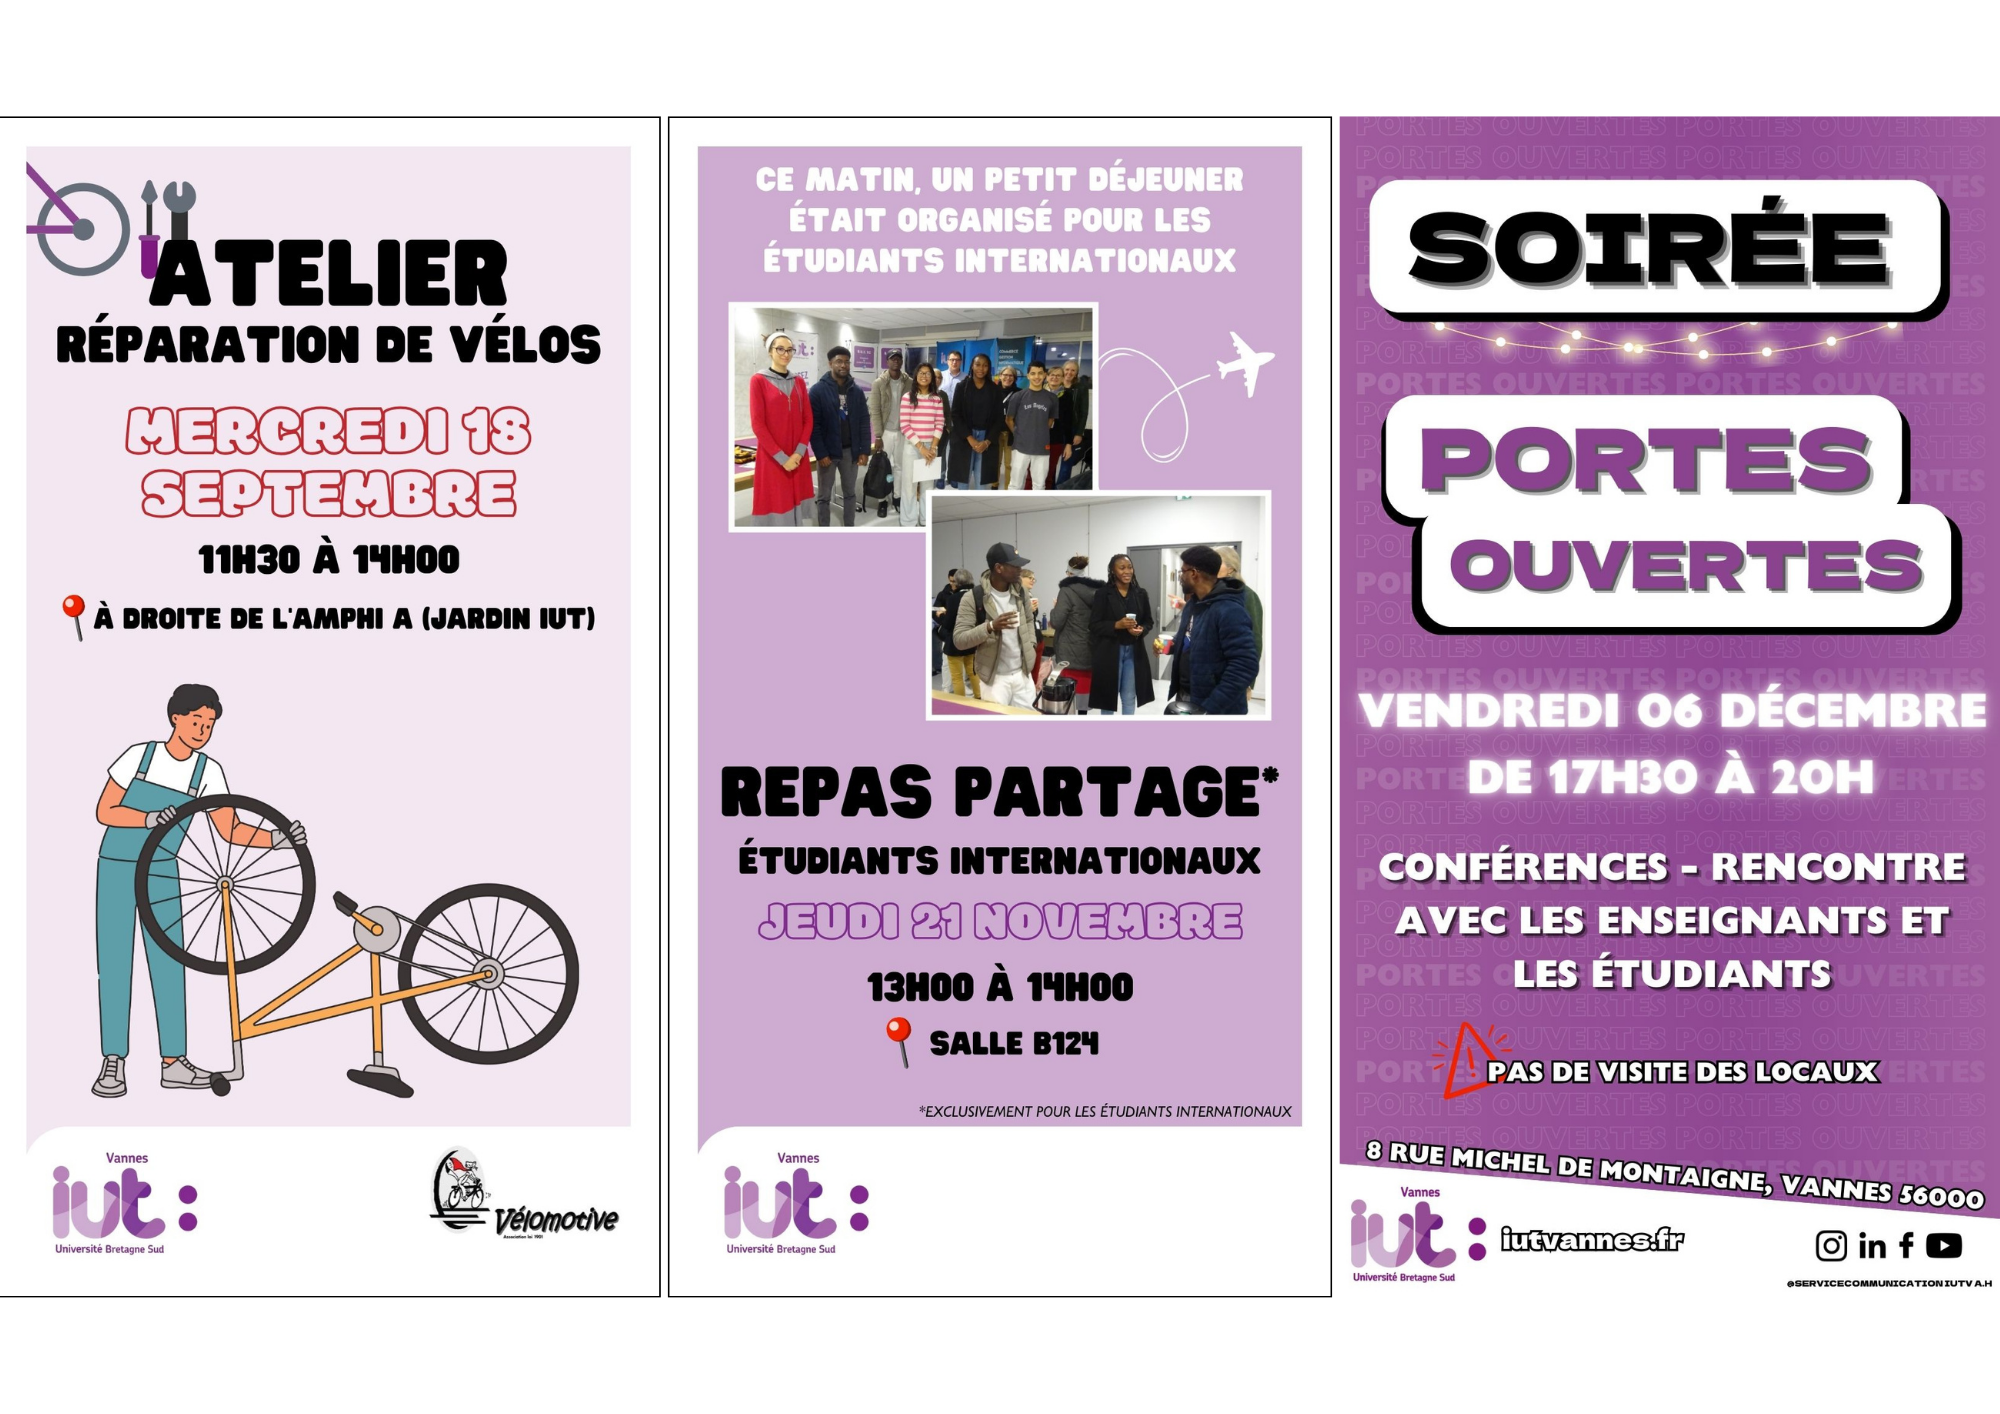 ATELIER
RÉPARATION DE VÉLOS
MERCREDI 18
SEPTEMBRE
11H30 À 14H00
À DROITE DE L'AMPHI A (JARDIN IUT)
Vannes
iut:
Université Bretagne Sud
Vélomotive
Association loi 1901
CE MATIN, UN PETIT DÉJEUNER
ÉTAIT ORGANISÉ POUR LES
ÉTUDIANTS INTERNATIONAUX
REPAS PARTAGE*
ÉTUDIANTS INTERNATIONAUX
JEUDI 21 NOVEMBRE
13H00 À 14H00
SALLE B124
*EXCLUSIVEMENT POUR LES ÉTUDIANTS INTERNATIONAUX
Vannes
iut:
Université Bretagne Sud
SOIRÉE
PORTES
OUVERTES
VENDREDI 06 DÉCEMBRE
DE 17H30 À 20H
CONFÉRENCES - RENCONTRE
AVEC LES ENSEIGNANTS ET
LES ÉTUDIANTS
PAS DE VISITE DES LOCAUX
8 RUE MICHEL DE MONTAIGNE, VANNES 56000
Vannes
iut:
Université Bretagne Sud
iutvannes.fr
@SERVICECOMMUNICATIONIUTV A.H